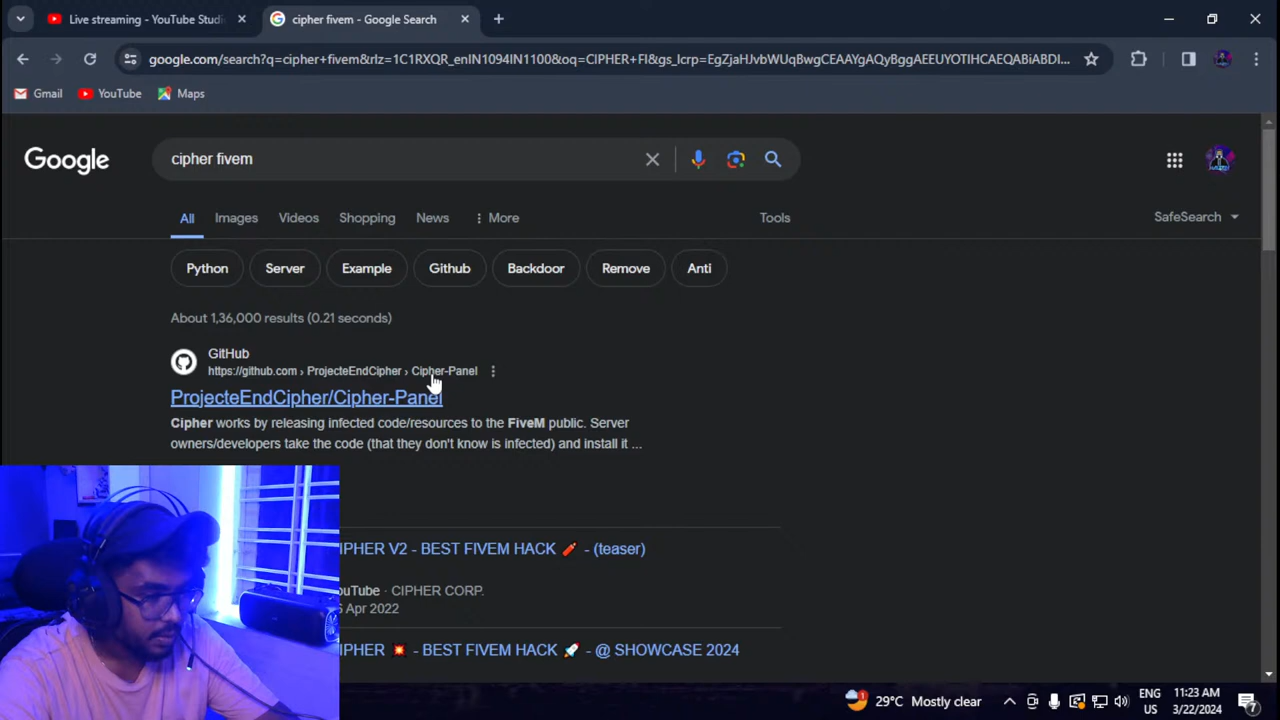 Live streaming - YouTube Studi
cipher fivem - Google Search
google.com/search?q=cipher+fivem&rlz=1C1RXQR_enIN1094IN1100&oq=CIPHER+FI&gs_lcrp=EgZjaHJvbWUqBwgCEAAYgAQyBggAEEUYOTIHCAEQABiABDI...
Gmail
YouTube
Maps
Google
cipher fivem
All
Images
Videos
Shopping
News
More
Tools
SafeSearch
Python
Server
Example
Github
Backdoor
Remove
Anti
About 1,36,000 results (0.21 seconds)
GitHub
https://github.com › ProjecteEndCipher › Cipher-Panel
ProjecteEndCipher/Cipher-Panel
Cipher works by releasing infected code/resources to the FiveM public. Server
owners/developers take the code (that they don't know is infected) and install it ...
IPHER V2 - BEST FIVEM HACK 🧨 - (teaser)
ouTube · CIPHER CORP.
6 Apr 2022
IPHER 💥 - BEST FIVEM HACK 🚀 - @ SHOWCASE 2024
1
29°C Mostly clear
ENG
US
11:23 AM
3/22/2024
7